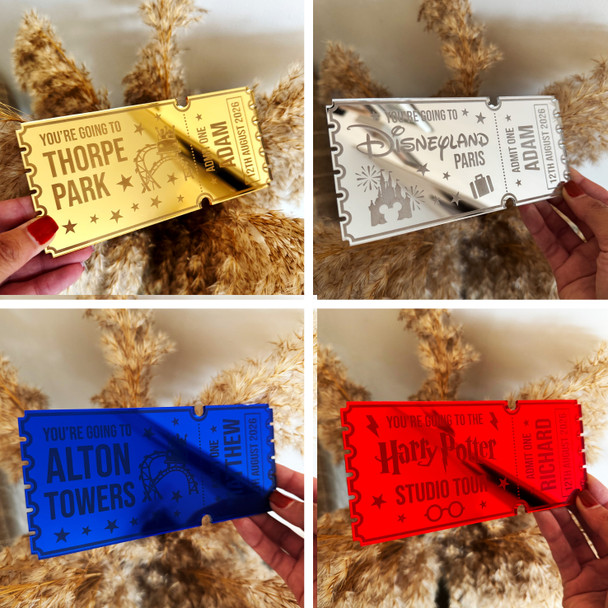 YOU'RE GOING TO
THORPE
PARK
ADMIT ONE
ADAM
12TH AUGUST 2026
YOU'RE GOING TO
Disneyland
PARIS
ADMIT ONE
ADAM
12TH AUGUST 2026
YOU'RE GOING TO
ALTON
TOWERS
ONE
AUGUST 2026
YOU'RE GOING TO THE
Harry Potter
STUDIO TOUR
ADMIT ONE
RICHARD
12TH AUGUST 2026